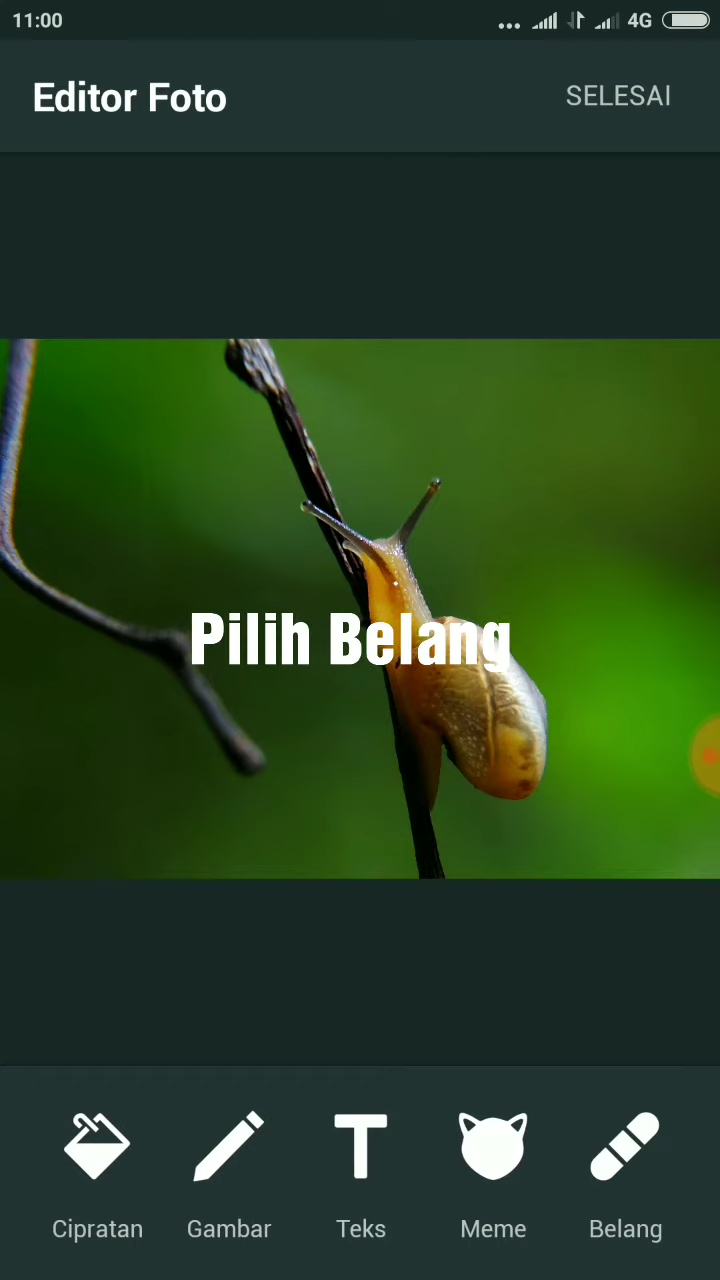 11:00
4G
Editor Foto
SELESAI
Pilih Belang
Cipratan
Gambar
Teks
Meme
Belang